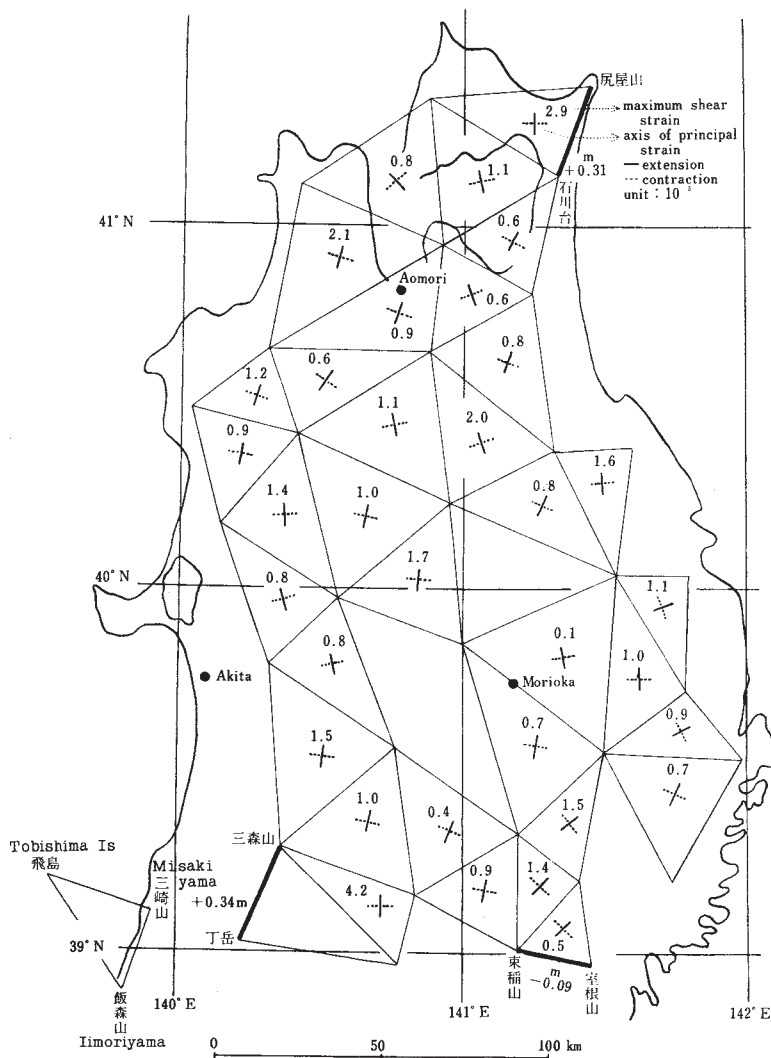 尻屋山
2.9
maximum shear
strain
axis of principal
strain
m
+0.31
extension
contraction
unit : 10
石川台
0.8
1.1
41°N
2.1
0.6
Aomori
0.6
0.9
0.8
0.6
1.2
1.1
2.0
0.9
1.6
0.8
1.4
1.0
1.7
40°N
0.8
1.1
0.8
0.1
1.0
Akita
Morioka
0.7
0.9
1.5
0.7
1.0
0.4
1.5
三森山
Tobishima Is
飛島
Misaki
yama
三崎山
+0.34m
4.2
0.9
1.4
0.5
丁岳
39°N
東稲山
m
-0.09
室根山
飯森山
Iimoriyama
140°E
141°E
142°E
0
50
100 km